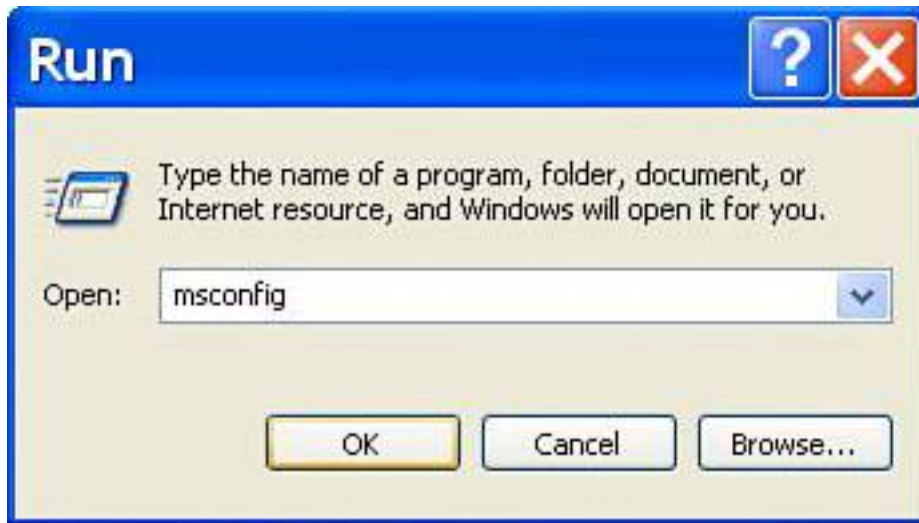 Run
Type the name of a program, folder, document, or
Internet resource, and Windows will open it for you.
Open: msconfig
OK Cancel Browse...